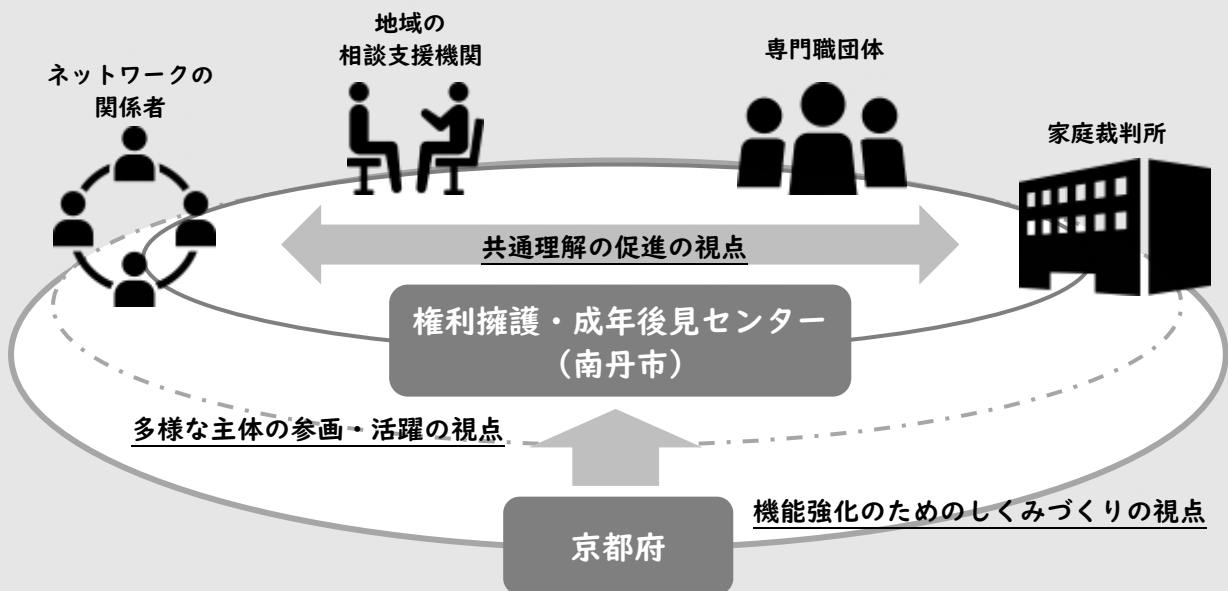 地域の
相談支援機関
専門職団体
ネットワークの
関係者
家庭裁判所
共通理解の促進の視点
権利擁護・成年後見センター
（南丹市）
多様な主体の参画・活躍の視点
機能強化のためのしくみづくりの視点
京都府